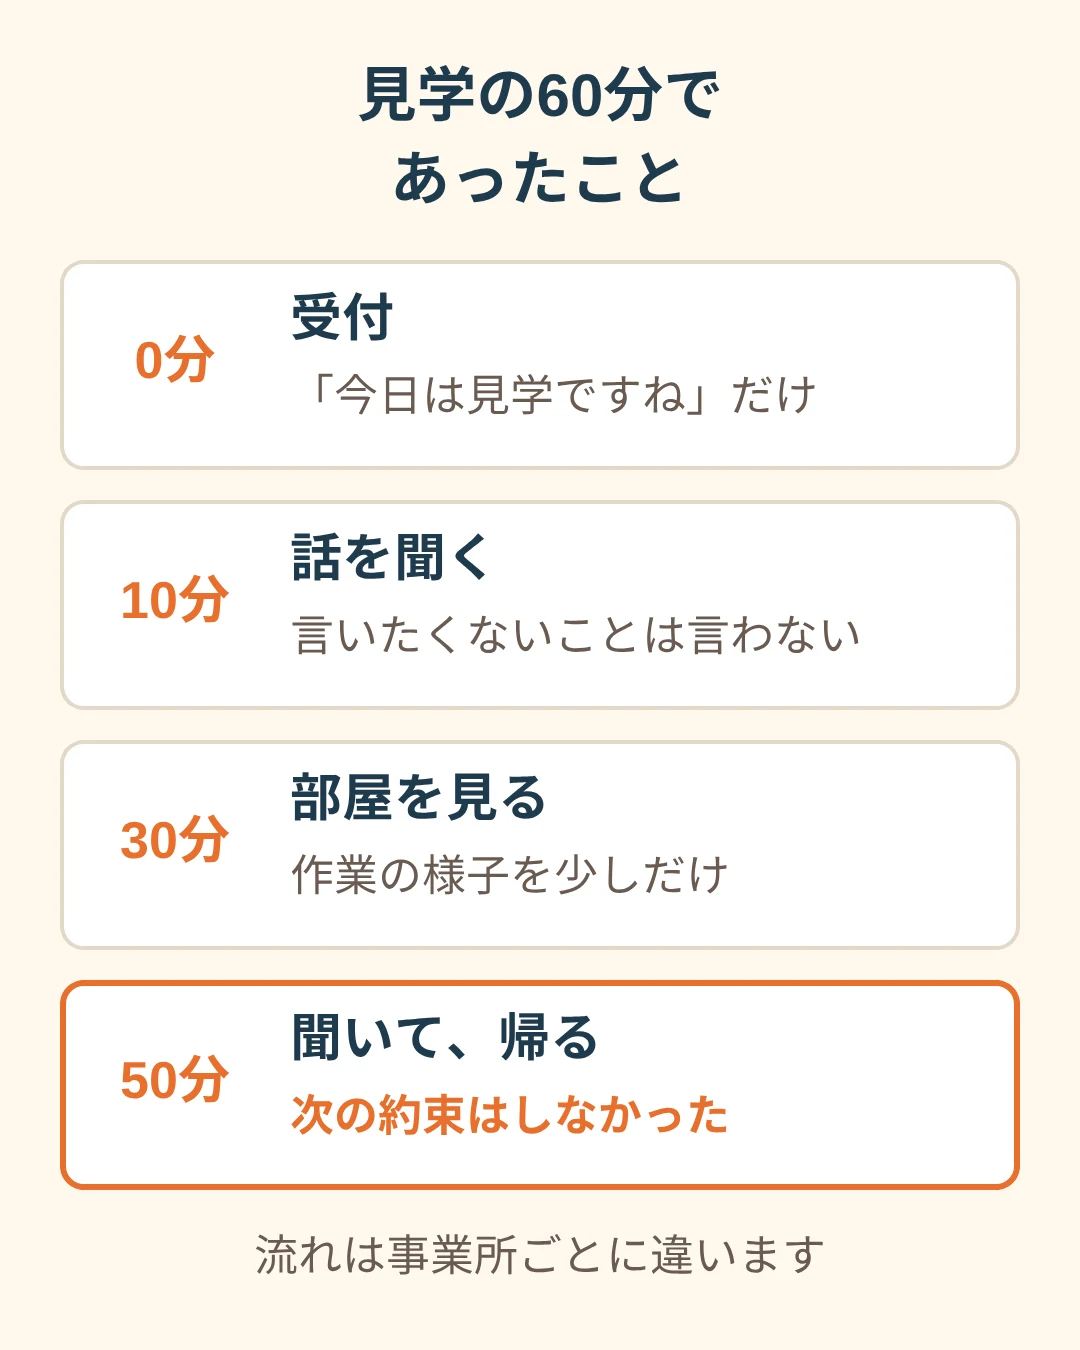 見学の60分で
あったこと
0分
受付
「今日は見学ですね」だけ
10分
話を聞く
言いたくないことは言わない
30分
部屋を見る
作業の様子を少しだけ
50分
聞いて、帰る
次の約束はしなかった
流れは事業所ごとに違います